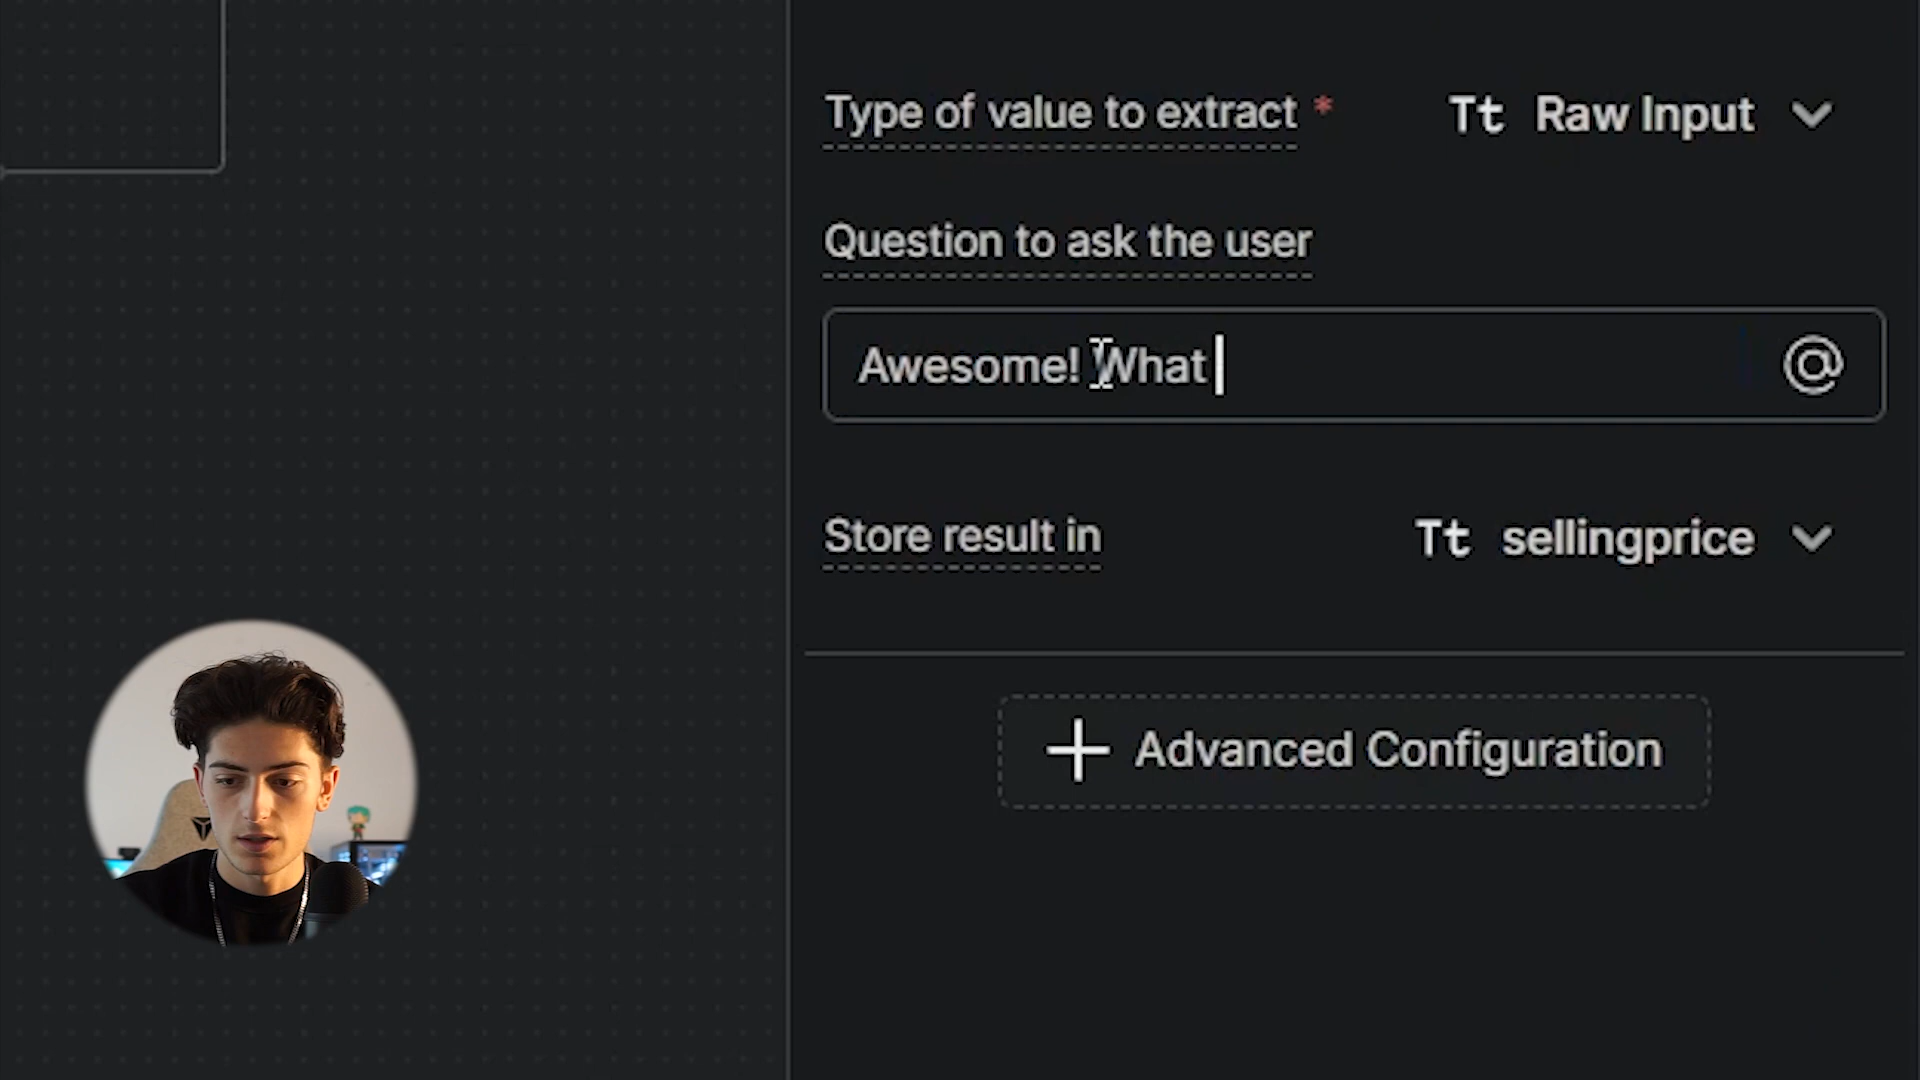 Type of value to extract *
Tt Raw Input
Question to ask the user
Awesome! What
@
Store result in
Tt sellingprice
+ Advanced Configuration